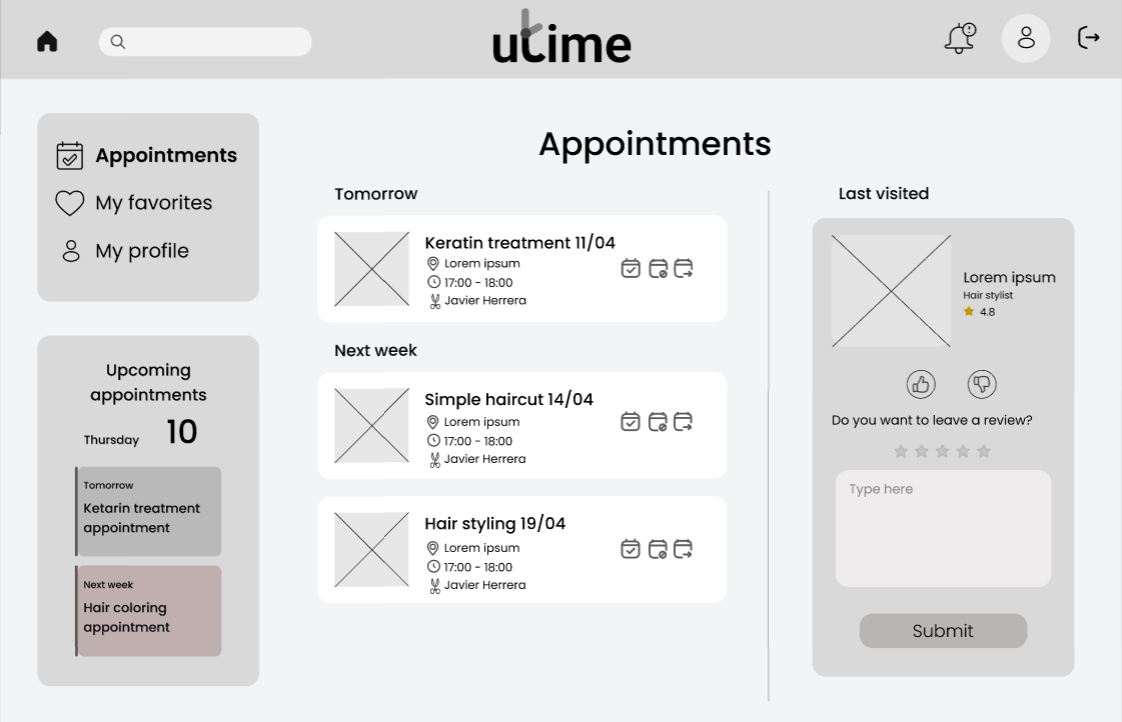 utime
Appointments
My favorites
My profile
Upcoming
appointments
Thursday 10
Tomorrow
Ketarin treatment
appointment
Next week
Hair coloring
appointment
Appointments
Tomorrow
Keratin treatment 11/04
Lorem ipsum
17:00 - 18:00
Javier Herrera
Next week
Simple haircut 14/04
Lorem ipsum
17:00 - 18:00
Javier Herrera
Hair styling 19/04
Lorem ipsum
17:00 - 18:00
Javier Herrera
Last visited
Lorem ipsum
Hair stylist
4.8
Do you want to leave a review?
Type here
Submit